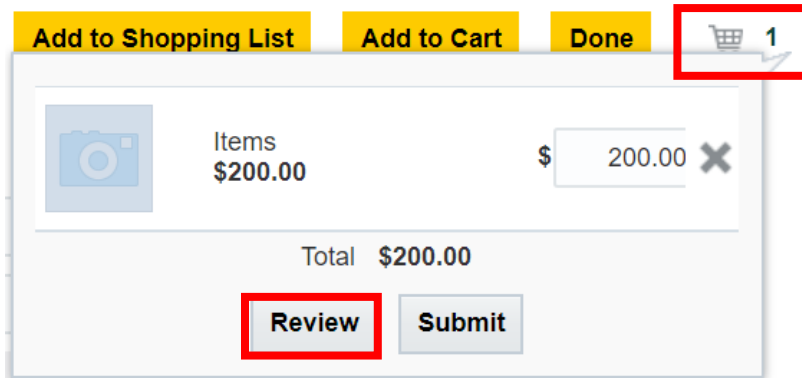 Add to Shopping List Add to Cart Done 1
Items
$200.00
$ 200.00
Total $200.00
Review Submit